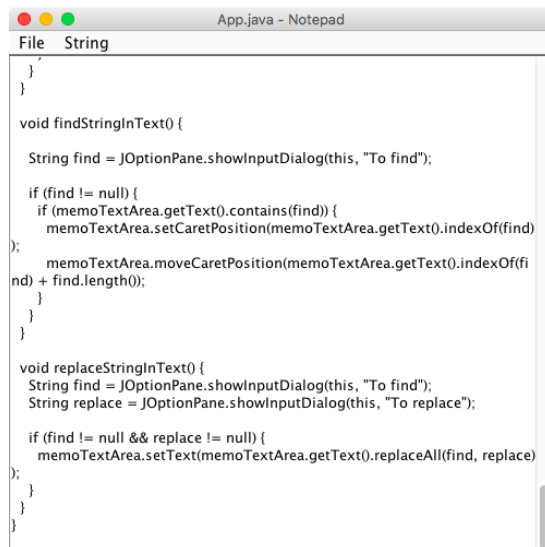 App.java - Notepad
File String
}
}
void findStringInText() {
String find = JOptionPane.showInputDialog(this, "To find");
if (find != null) {
if (memoTextArea.getText().contains(find)) {
memoTextArea.setCaretPosition(memoTextArea.getText().indexOf(find)
);
memoTextArea.moveCaretPosition(memoTextArea.getText().indexOf(fi
nd) + find.length());
}
}
}
void replaceStringInText() {
String find = JOptionPane.showInputDialog(this, "To find");
String replace = JOptionPane.showInputDialog(this, "To replace");
if (find != null && replace != null) {
memoTextArea.setText(memoTextArea.getText().replaceAll(find, replace)
);
}
}
}